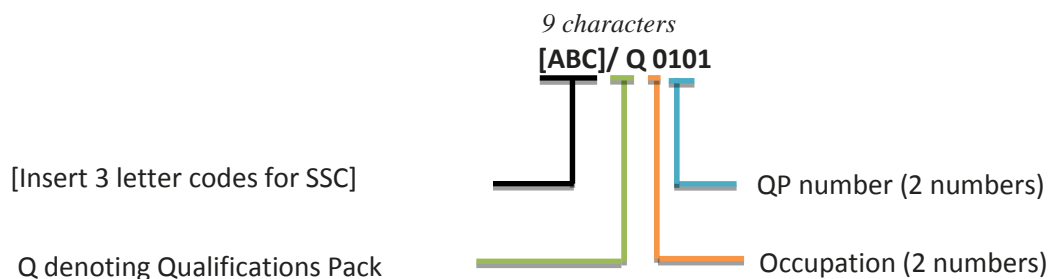 9 characters
[ABC]/ Q 0101
[Insert 3 letter codes for SSC]
QP number (2 numbers)
Q denoting Qualifications Pack
Occupation (2 numbers)